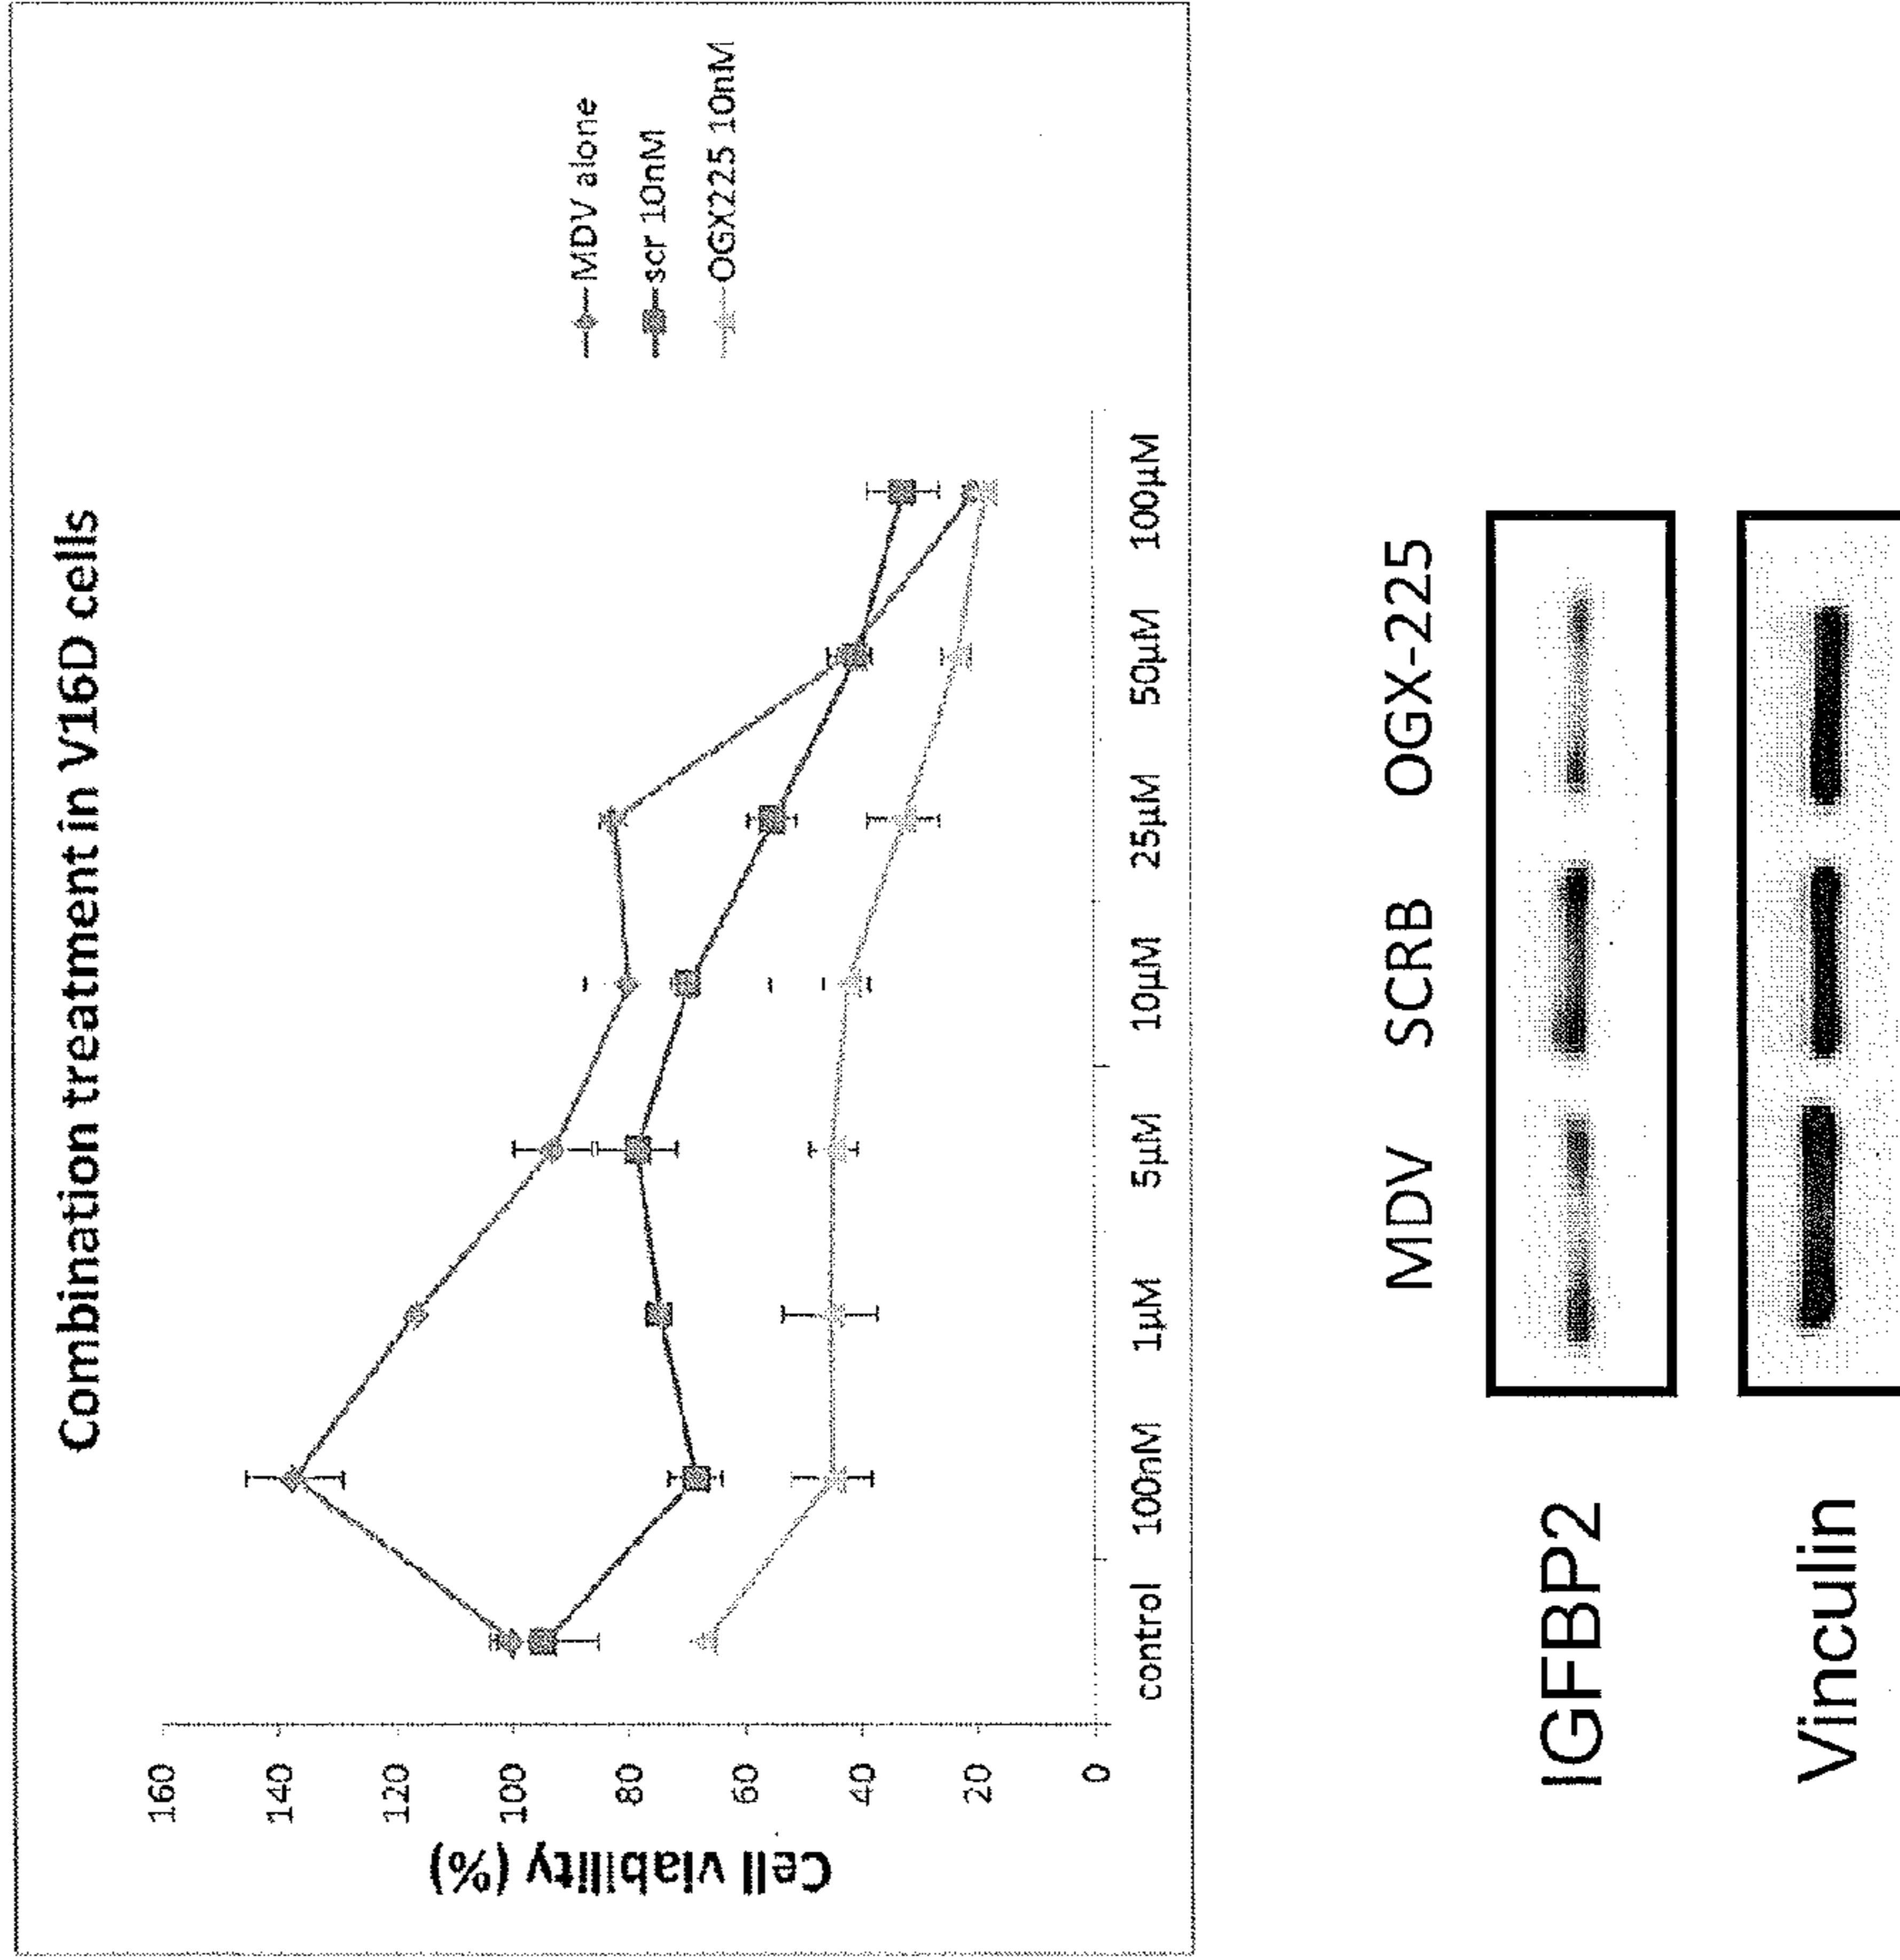 Combination treatment in V16D cells
Cell viability (%)
160
140
120
100
80
60
40
20
0
control 100nM 1µM 5µM 10µM 25µM 50µM 100µM
MDV alone
scr 10nM
OGX225 10nM
MDV SCRB OGX-225
IGFBP2
Vinculin